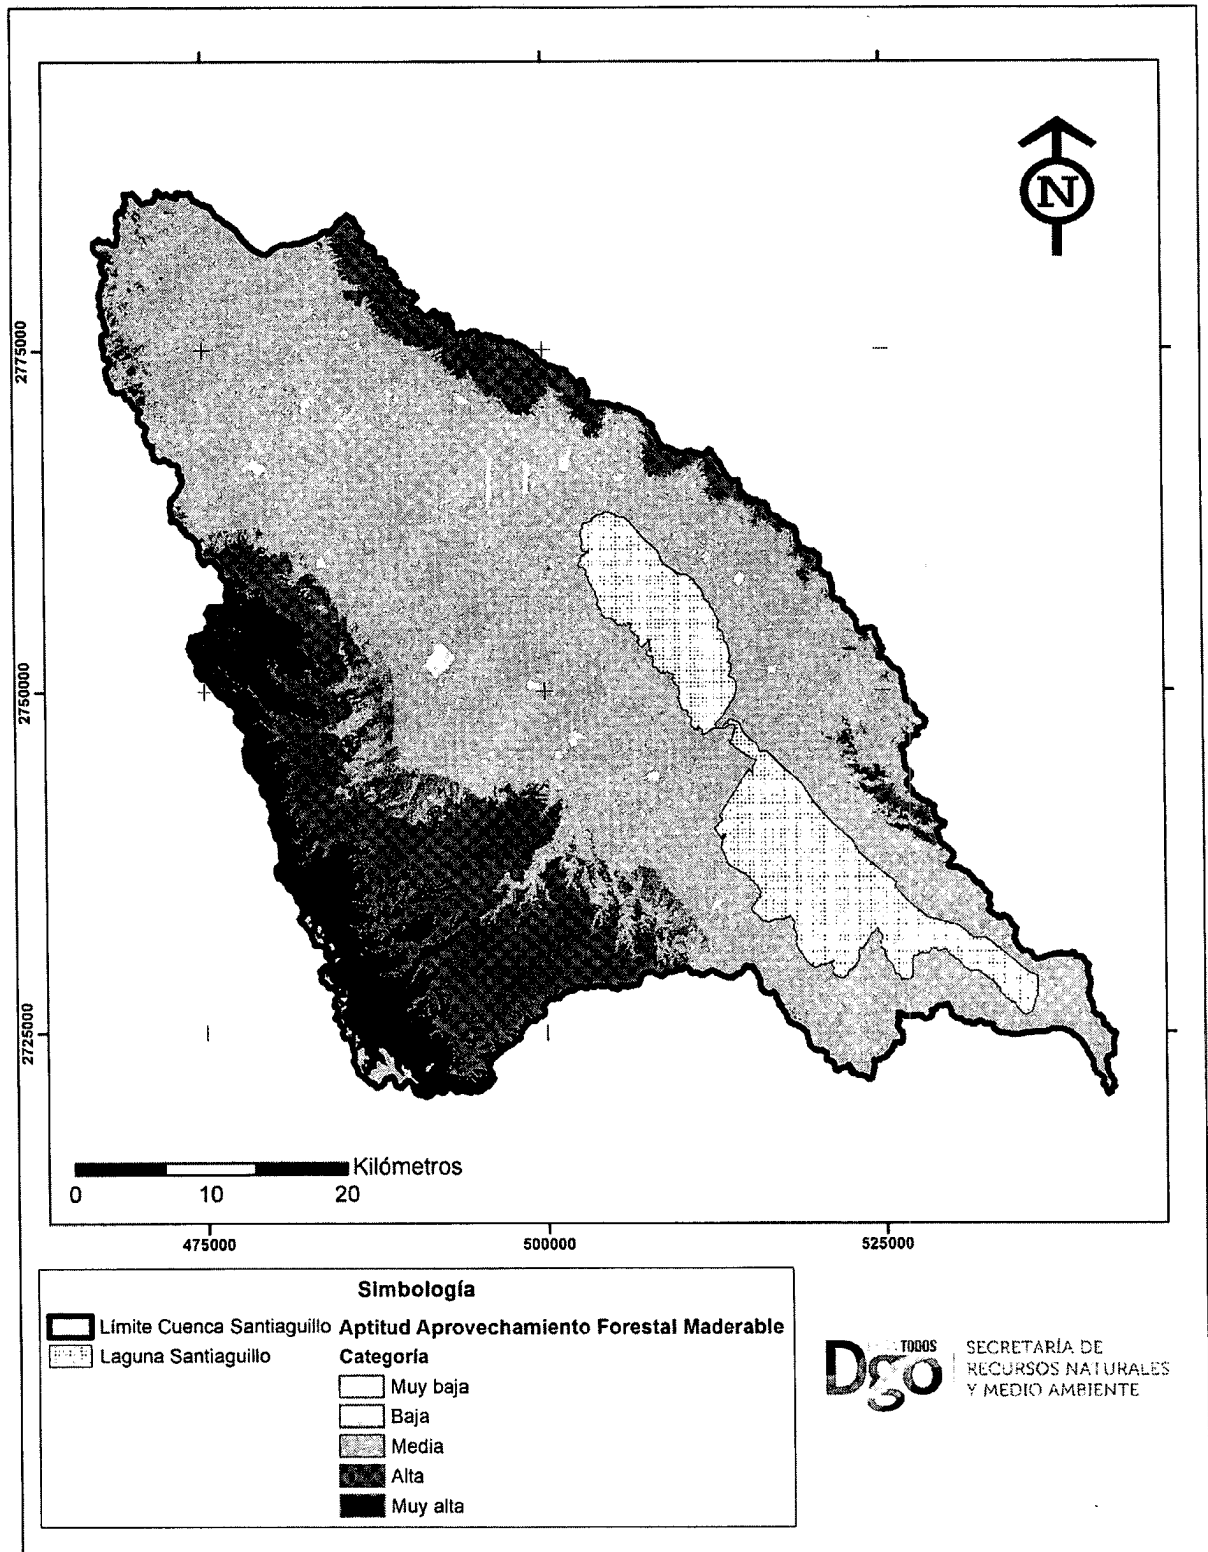 N
2775000
2750000
2725000
Kilómetros
0 10 20
475000 500000 525000
Simbología
Límite Cuenca Santiaguillo Aptitud Aprovechamiento Forestal Maderable
Laguna Santiaguillo Categoría
Muy baja
Baja
Media
Alta
Muy alta
Dgo TODOS
SECRETARÍA DE
RECURSOS NATURALES
Y MEDIO AMBIENTE